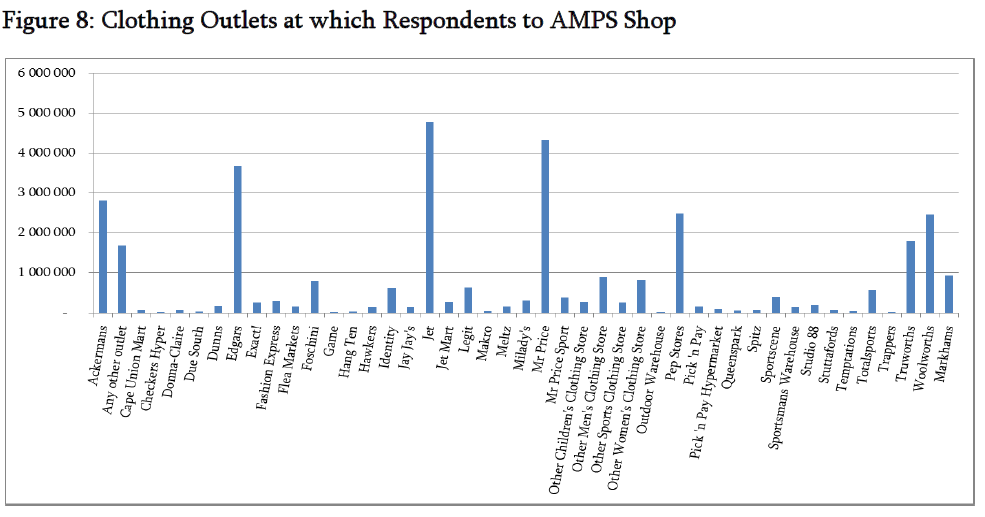 Figure 8: Clothing Outlets at which Respondents to AMPS Shop
6 000 000
5 000 000
4 000 000
3 000 000
2 000 000
1 000 000
-
Ackermans
Any other outlet
Cape Union Mart
Checkers Hyper
Donna-Claire
Due South
Dunns
Edgars
Exact!
Fashion Express
Flea Markets
Foschini
Game
Hang Ten
Hawkers
Identity
Jay Jay's
Jet
Jet Mart
Legit
Makro
Meltz
Milady's
Mr Price
Mr Price Sport
Other Children's Clothing Store
Other Men's Clothing Store
Other Sports Clothing Store
Other Women's Clothing Store
Outdoor Warehouse
Pep Stores
Pick 'n Pay
Pick 'n Pay Hypermarket
Queenspark
Spitz
Sportscene
Sportsmans Warehouse
Studio 88
Stuttafords
Temptations
Totalsports
Trappers
Truworths
Woolworths
Markhams